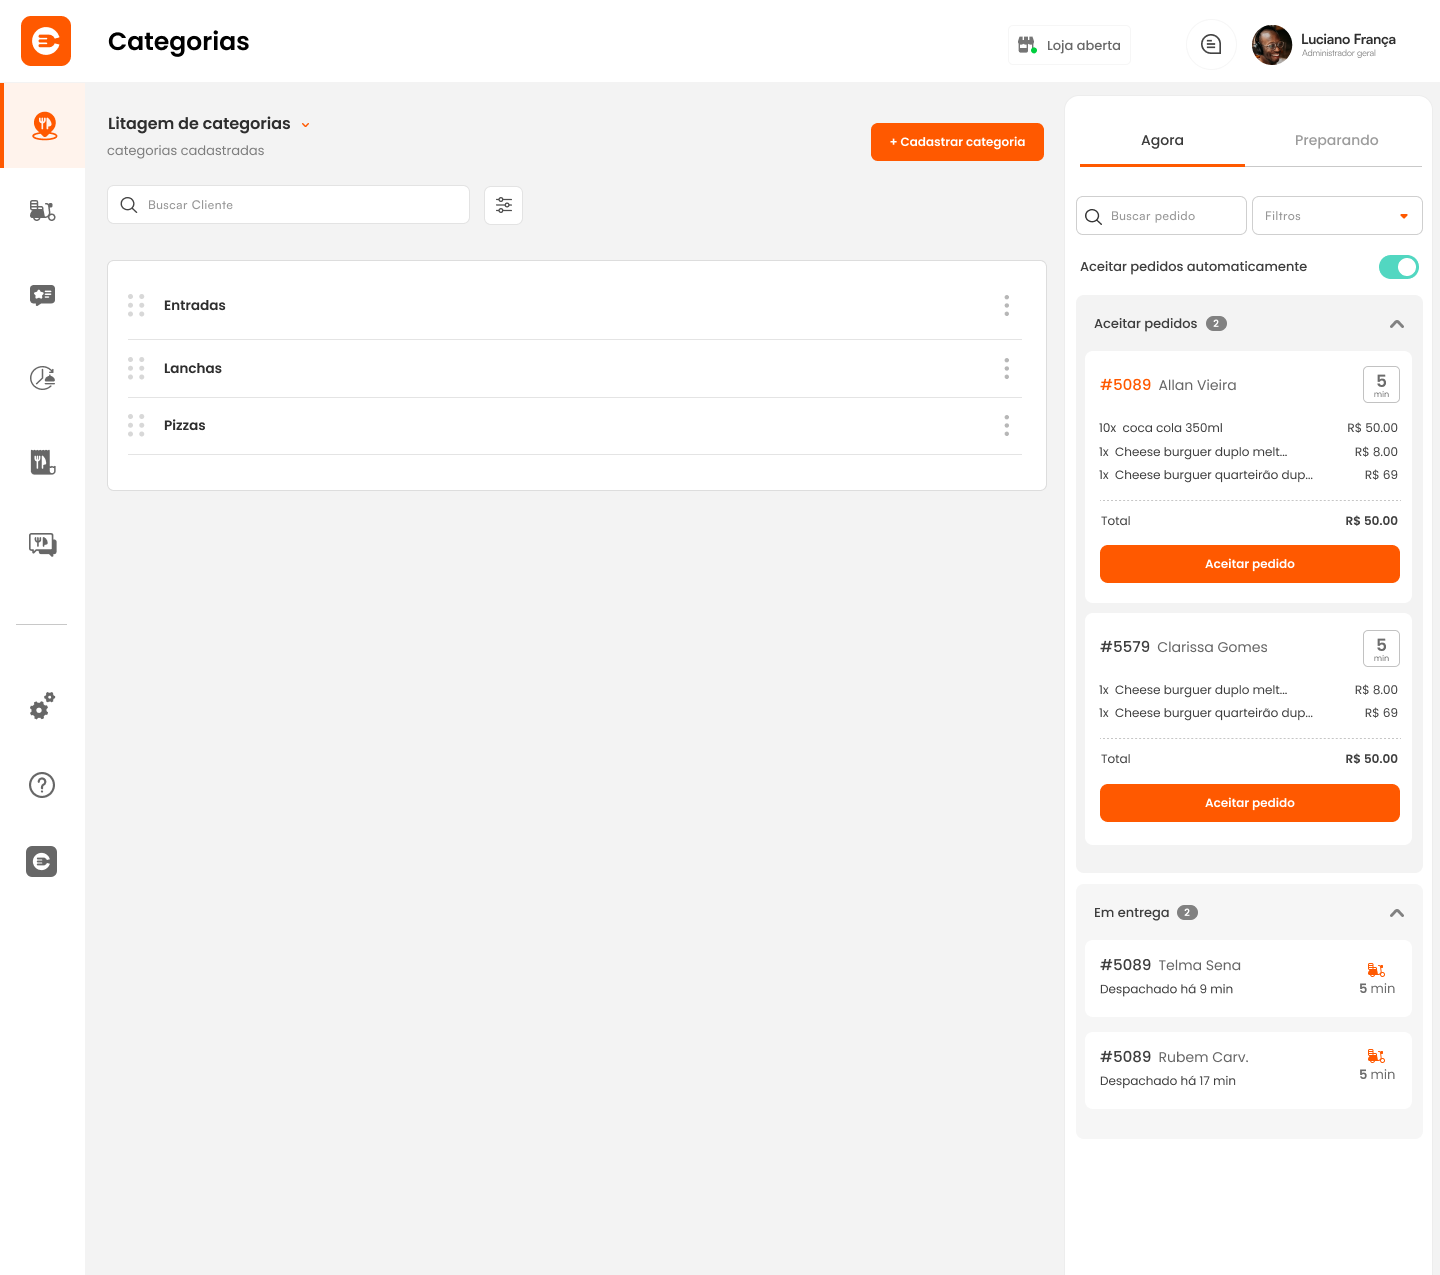 Categorias
Loja aberta
Luciano França
Administrador geral
Litagem de categorias
categorias cadastradas
+ Cadastrar categoria
Buscar Cliente
Entradas
Lanchas
Pizzas
Agora
Preparando
Buscar pedido
Filtros
Aceitar pedidos automaticamente
Aceitar pedidos 2
#5089 Allan Vieira
5
min
10x coca cola 350ml R$ 50.00
1x Cheese burguer duplo melt... R$ 8.00
1x Cheese burguer quarteirão dup... R$ 69
Total R$ 50.00
Aceitar pedido
#5579 Clarissa Gomes
5
min
1x Cheese burguer duplo melt... R$ 8.00
1x Cheese burguer quarteirão dup... R$ 69
Total R$ 50.00
Aceitar pedido
Em entrega 2
#5089 Telma Sena
Despachado há 9 min
5 min
#5089 Rubem Carv.
Despachado há 17 min
5 min